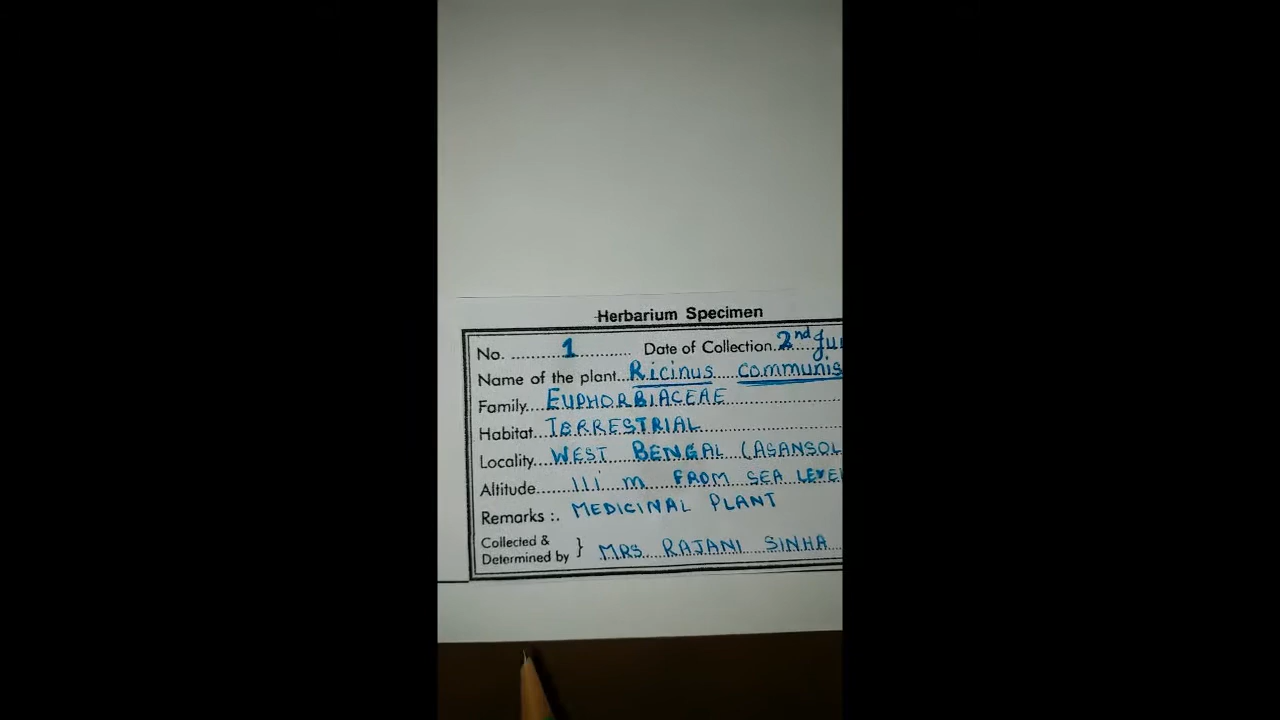 Herbarium Specimen
No. 1 Date of Collection 2nd
Name of the plant Ricinus communis
Family EUPHORBIACEAE
Habitat TERRESTRIAL
Locality WEST BENGAL (ASANSOL
Altitude 111 m FROM SEA LEVEL
Remarks :. MEDICINAL PLANT
Collected &
Determined by } MRS RAJANI SINHA